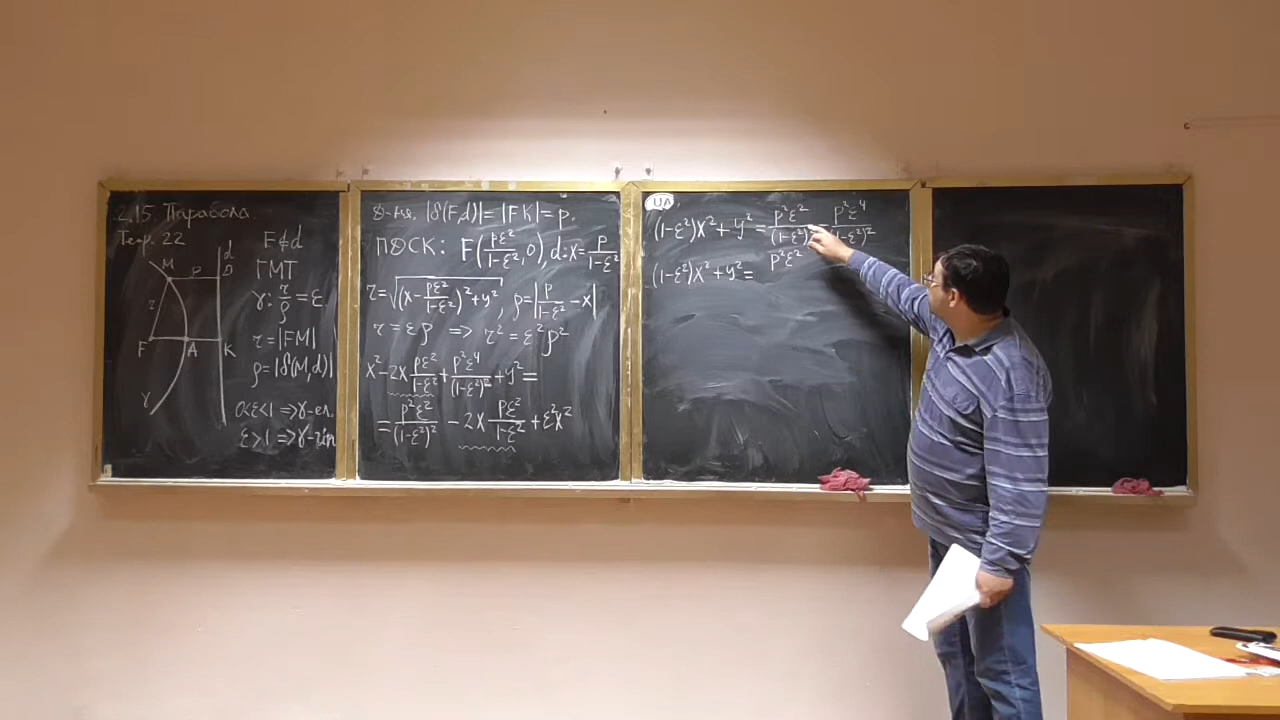 2.15. Парабола.
Теор. 22
F∉d
ГМТ
γ: r/ρ = ε
r = |FM|
ρ = |δ(M,d)|
0<ε<1 => γ-эл.
ε>1 => γ-гип
M
P
d
D
r
F
A
K
γ
Д-ия. |δ(F,d)| = |FK| = p.
ПДСК: F(pε²/(1-ε²), 0), d: x = p/(1-ε²)
r = √((x - pε²/(1-ε²))² + y²), ρ = |p/(1-ε²) - x|
r = ερ => r² = ε²ρ²
x² - 2x pε²/(1-ε²) + p²ε⁴/(1-ε²)² + y² =
= p²ε²/(1-ε²)² - 2x pε²/(1-ε²) + ε²x²
(1-ε²)x² + y² = p²ε²/(1-ε²)² - p²ε⁴/(1-ε²)²
(1-ε²)x² + y² = p²ε²